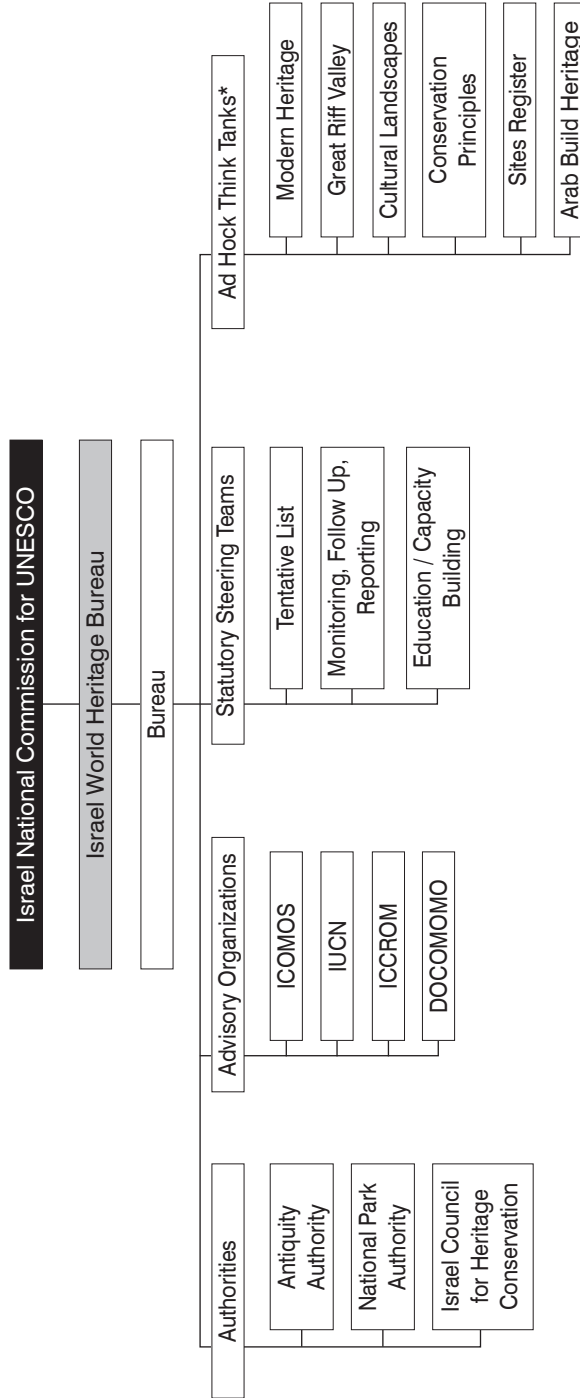 Israel National Commission for UNESCO
Israel World Heritage Bureau
Bureau
Authorities
Antiquity
Authority
National Park
Authority
Israel Council
for Heritage
Conservation
Advisory Organizations
ICOMOS
IUCN
ICCROM
DOCOMOMO
Statutory Steering Teams
Tentative List
Monitoring, Follow Up,
Reporting
Education / Capacity
Building
Ad Hock Think Tanks*
Modern Heritage
Great Riff Valley
Cultural Landscapes
Conservation
Principles
Sites Register
Arab Build Heritage